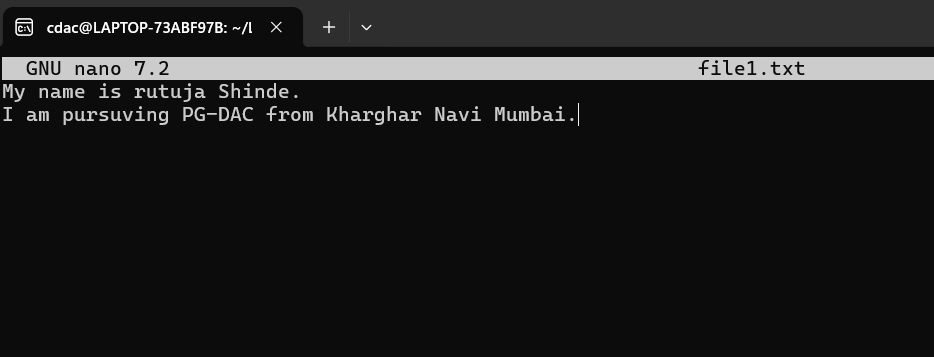 cdac@LAPTOP-73ABF97B: ~/
GNU nano 7.2 file1.txt
My name is rutuja Shinde.
I am pursuving PG-DAC from Kharghar Navi Mumbai.